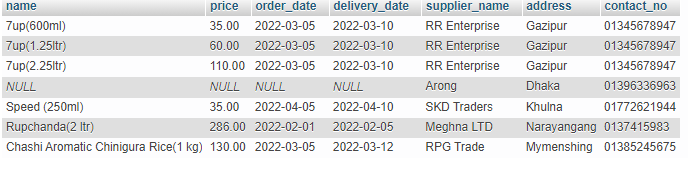 name price order_date delivery_date supplier_name address contact_no
7up(600ml) 35.00 2022-03-05 2022-03-10 RR Enterprise Gazipur 01345678947
7up(1.25ltr) 60.00 2022-03-05 2022-03-10 RR Enterprise Gazipur 01345678947
7up(2.25ltr) 110.00 2022-03-05 2022-03-10 RR Enterprise Gazipur 01345678947
NULL NULL NULL NULL Arong Dhaka 01396336963
Speed (250ml) 35.00 2022-04-05 2022-04-10 SKD Traders Khulna 01772621944
Rupchanda(2 ltr) 286.00 2022-02-01 2022-02-05 Meghna LTD Narayangang 0137415983
Chashi Aromatic Chinigura Rice(1 kg) 130.00 2022-03-05 2022-03-12 RPG Trade Mymenshing 01385245675